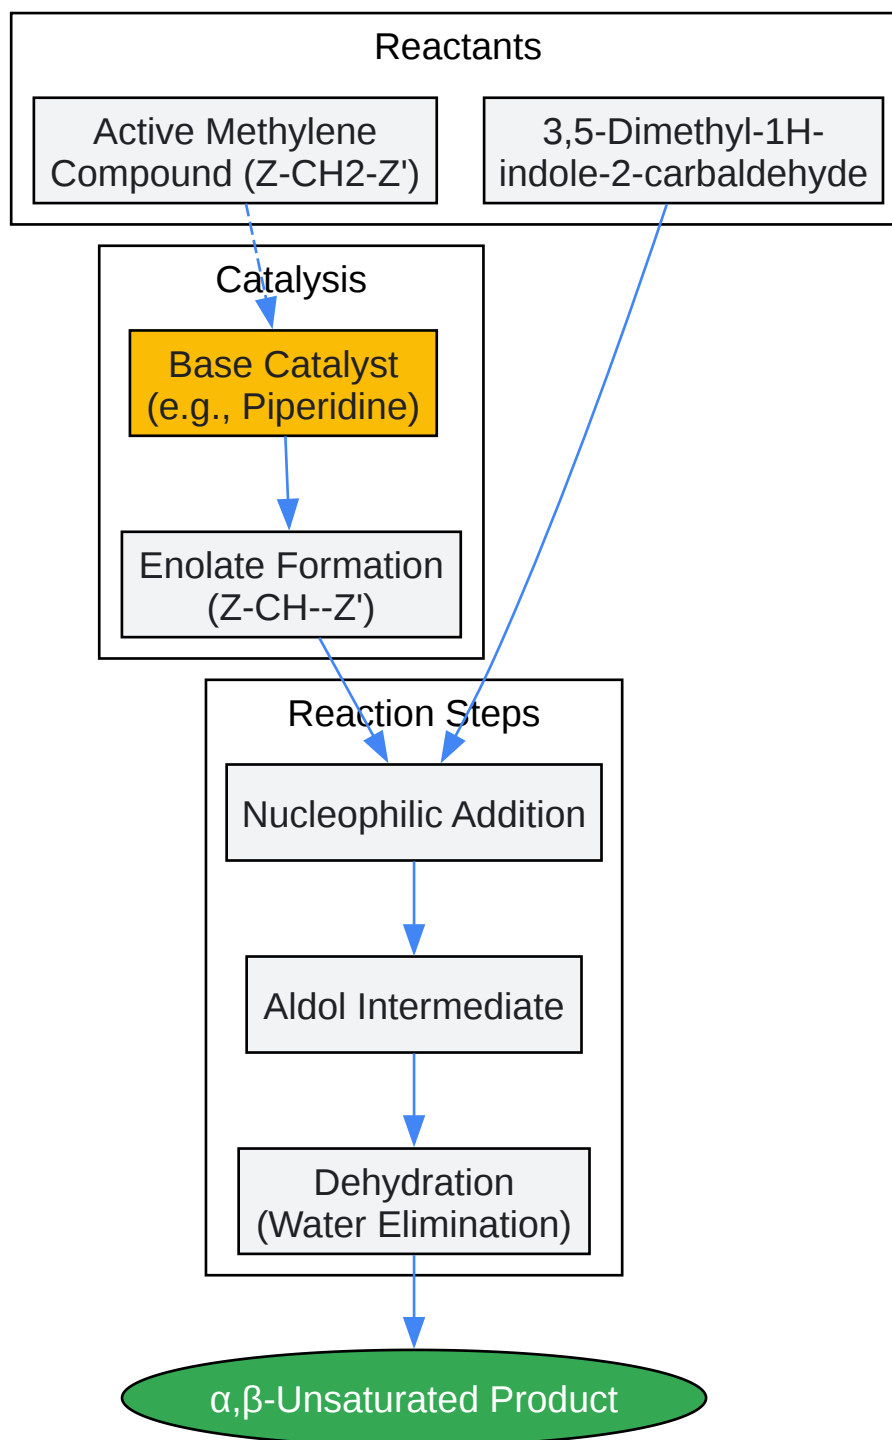 Reactants
Active Methylene
Compound (Z-CH2-Z')
3,5-Dimethyl-1H-
indole-2-carbaldehyde
Catalysis
Base Catalyst
(e.g., Piperidine)
Enolate Formation
(Z-CH--Z')
Reaction Steps
Nucleophilic Addition
Aldol Intermediate
Dehydration
(Water Elimination)
α,β-Unsaturated Product